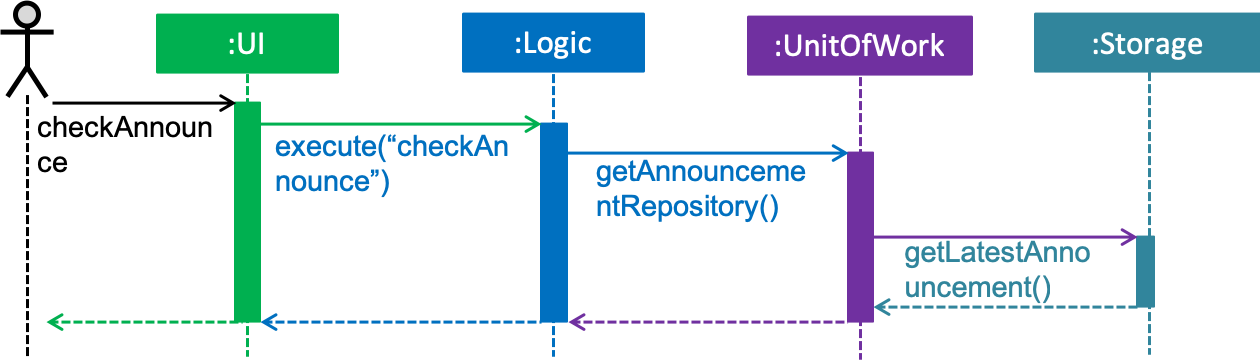 :UI
:Logic
:UnitOfWork
:Storage
checkAnnoun
ce
execute(“checkAn
nounce”)
getAnnounceme
ntRepository()
getLatestAnno
uncement()